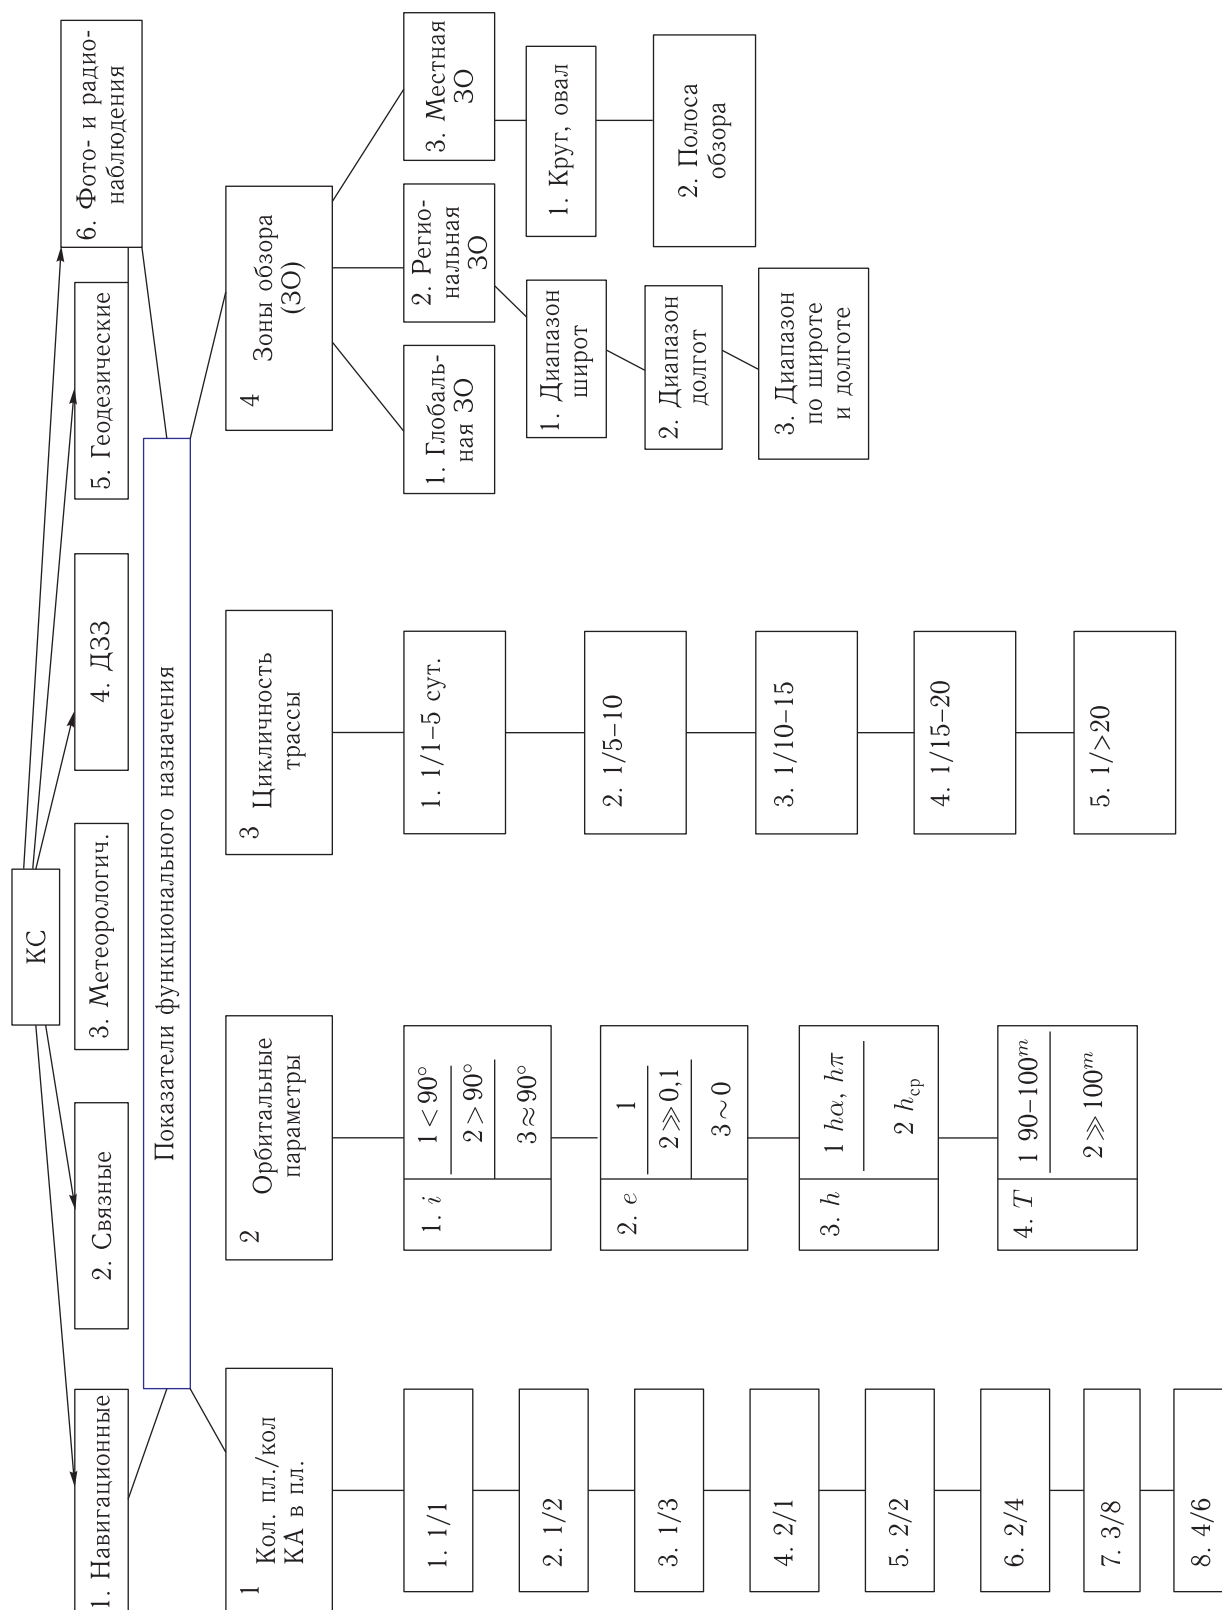 КС
1. Навигационные
2. Связные
3. Метеорологич.
4. ДЗЗ
5. Геодезические
6. Фото- и радио-
наблюдения
Показатели функционального назначения
1
Кол. пл./кол
КА в пл.
1. 1/1
2. 1/2
3. 1/3
4. 2/1
5. 2/2
6. 2/4
7. 3/8
8. 4/6
2
Орбитальные
параметры
1. i
1 < 90°
2 > 90°
3 ≈ 90°
2. e
1
2 ≫ 0,1
3 ~ 0
3. h
1 hα, hπ
2 hср
4. T
1 90–100ᵐ
2 ≫ 100ᵐ
3
Цикличность
трассы
1. 1/1–5 сут.
2. 1/5–10
3. 1/10–15
4. 1/15–20
5. 1/>20
4
Зоны обзора
(ЗО)
1. Глобаль-
ная ЗО
2. Регио-
нальная
ЗО
1. Диапазон
широт
2. Диапазон
долгот
3. Диапазон
по широте
и долготе
3. Местная
ЗО
1. Круг, овал
2. Полоса
обзора